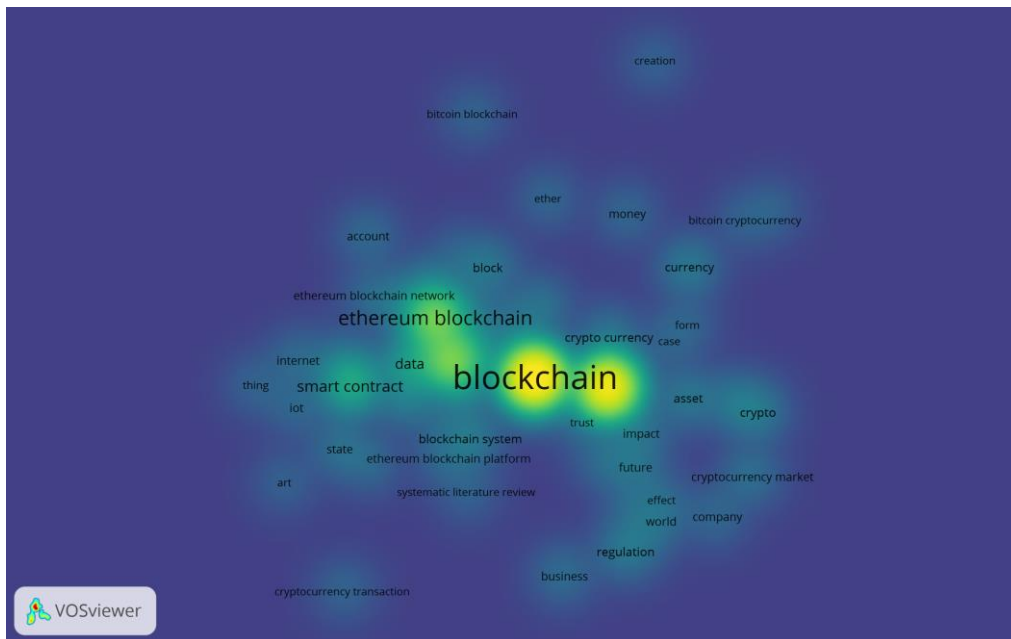 creation
bitcoin blockchain
ether
money
bitcoin cryptocurrency
account
block
currency
ethereum blockchain network
ethereum blockchain
form
crypto currency
case
internet
data
blockchain
thing
smart contract
asset
iot
crypto
trust
impact
blockchain system
state
ethereum blockchain platform
future
cryptocurrency market
art
systematic literature review
effect
world
company
regulation
business
cryptocurrency transaction
VOSviewer